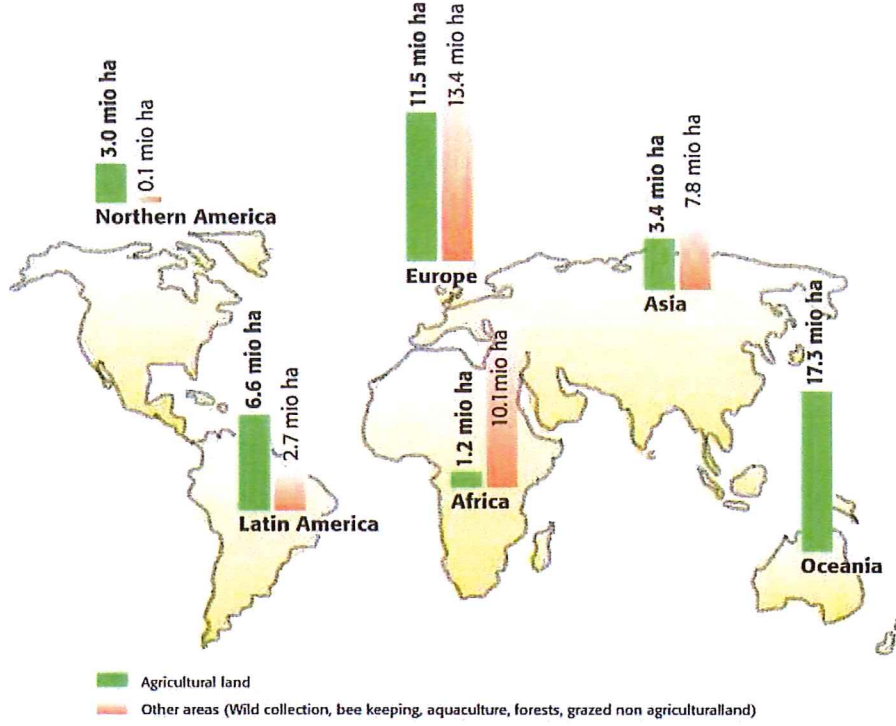 3.0 mio ha
0.1 mio ha
Northern America
11.5 mio ha
13.4 mio ha
Europe
3.4 mio ha
7.8 mio ha
Asia
6.6 mio ha
2.7 mio ha
Latin America
1.2 mio ha
10.1 mio ha
Africa
17.3 mio ha
Oceania
Agricultural land
Other areas (Wild collection, bee keeping, aquaculture, forests, grazed non agriculturalland)